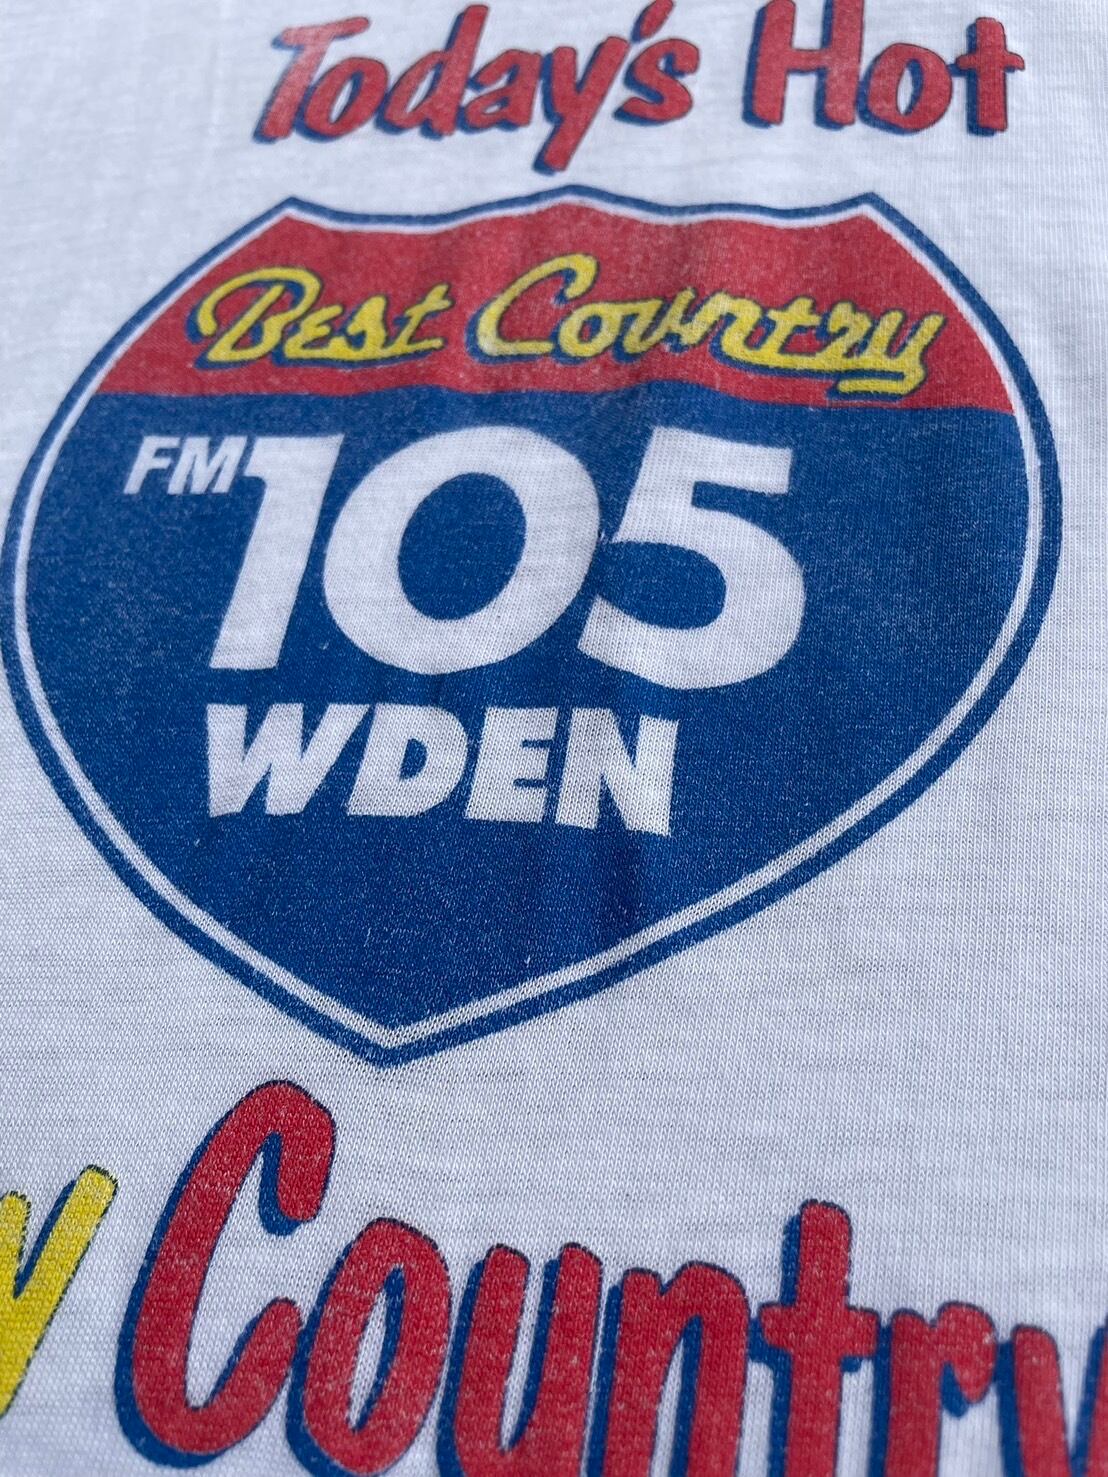 Today's Hot
Best Country
FM 105
WDEN
Country